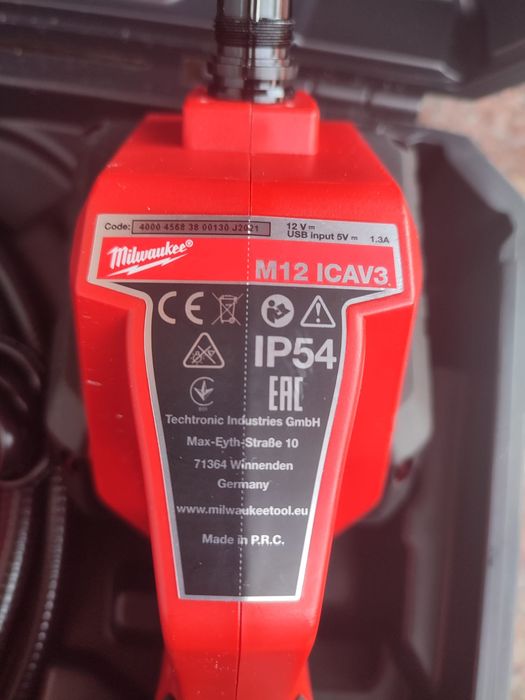 Code: 4000 4568 38 00130 J2021
12 V
USB input 5V 1.3A
Milwaukee®
M12 ICAV3
CE
IP54
EAC
Techtronic Industries GmbH
Max-Eyth-Straße 10
71364 Winnenden
Germany
www.milwaukeetool.eu
Made in P.R.C.